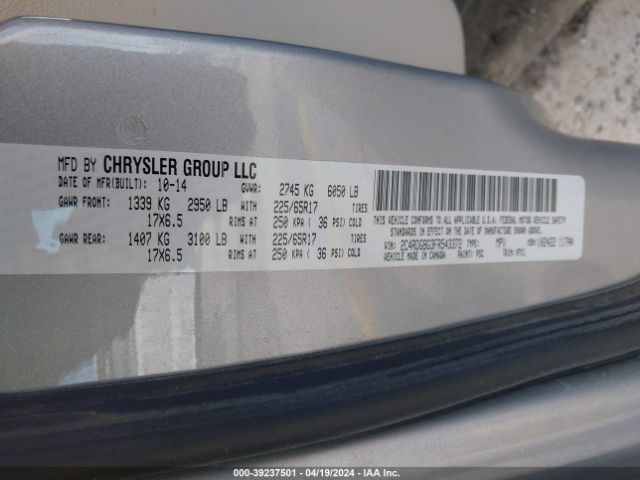 MFD BY CHRYSLER GROUP LLC
DATE OF MFR(BUILT): 10-14 GVWR: 2745 KG 6050 LB
GAWR FRONT: 1339 KG 2950 LB 225/65R17 TIRES
17X6.5 RIMS AT 250 KPA ( 36 PSI) COLD
GAWR REAR: 1407 KG 3100 LB 225/65R17 TIRES
17X6.5 RIMS AT 250 KPA ( 36 PSI) COLD
THIS VEHICLE CONFORMS TO ALL APPLICABLE U.S.A. FEDERAL MOTOR VEHICLE SAFETY
STANDARDS IN EFFECT ON THE DATE OF MANUFACTURE SHOWN ABOVE.
VIN: 2C4RDGBG3FR543372 TYPE: MPV
VEHICLE MADE IN CANADA PAINT: PSC TRIM:
COPART --39237501 - 04/19/2024 - IAA Inc.